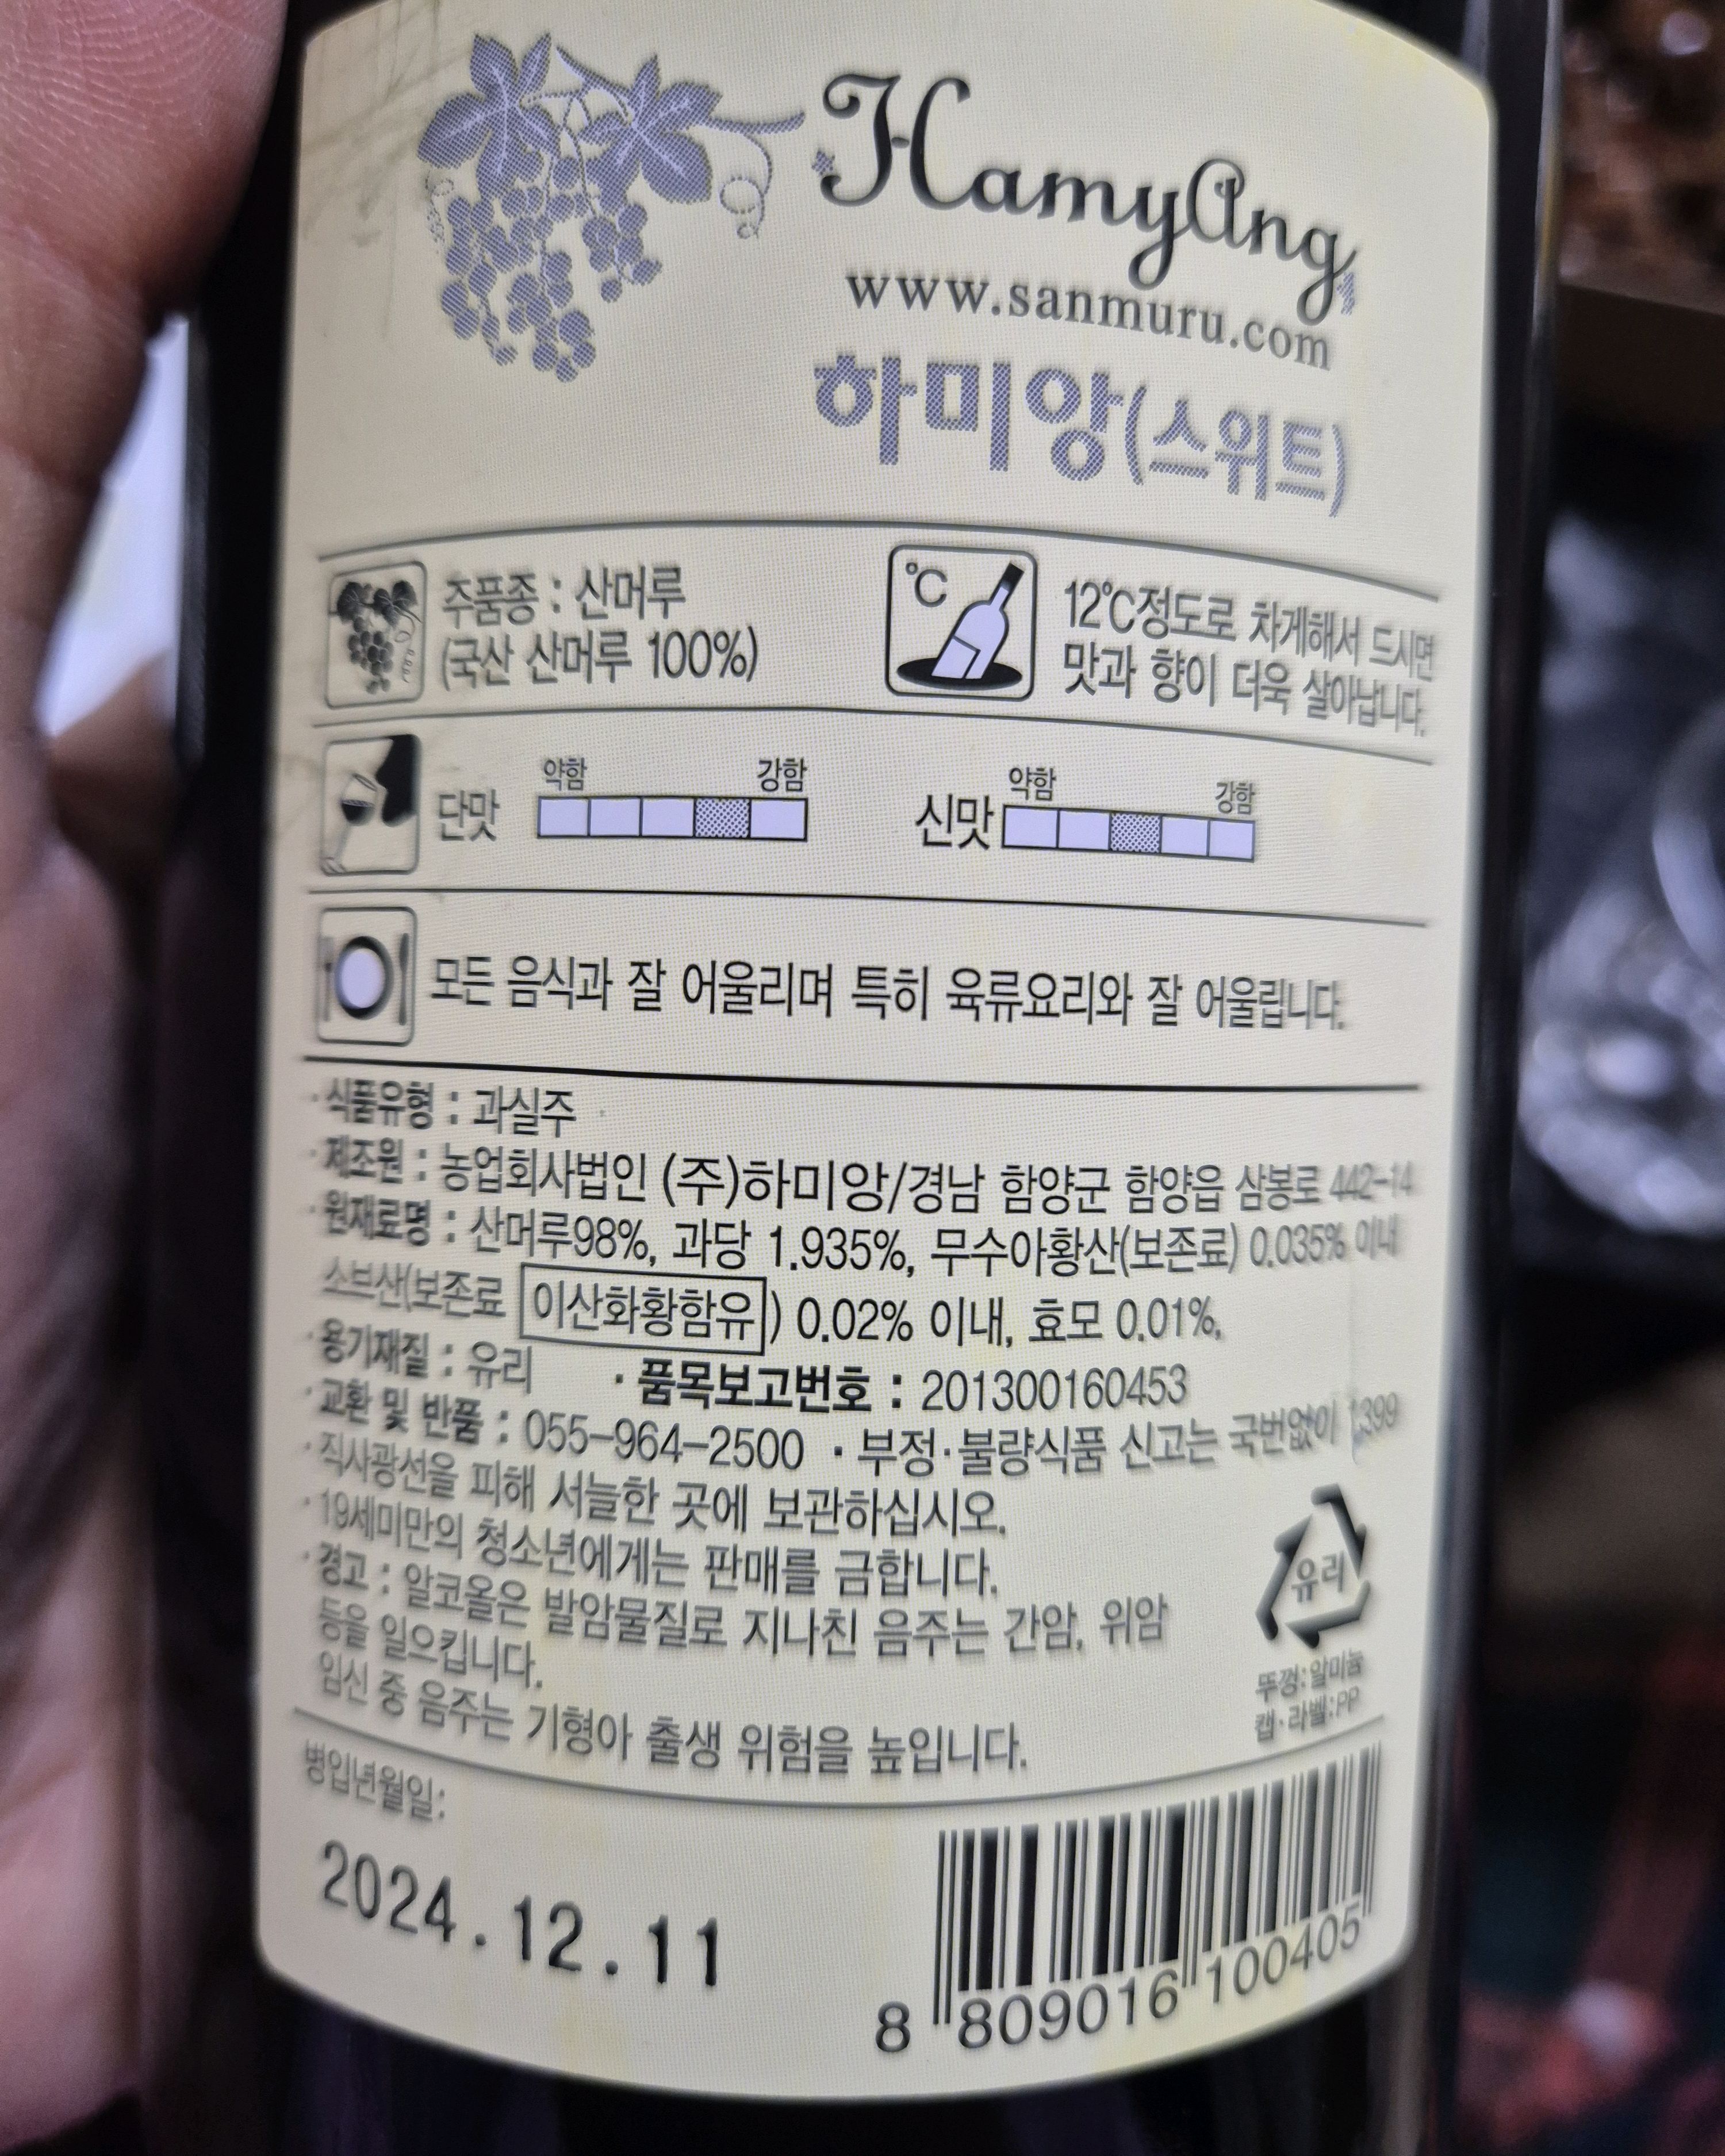 HamyAng
www.sanmuru.com
하미앙(스위트)
주품종 : 산머루
(국산 산머루 100%)
℃
12℃정도로 차게해서 드시면
맛과 향이 더욱 살아납니다.
단맛
약함 강함
신맛
약함 강함
모든 음식과 잘 어울리며 특히 육류요리와 잘 어울립니다.
·식품유형 : 과실주
·제조원 : 농업회사법인 (주)하미앙/경남 함양군 함양읍 삼봉로 442-14
·원재료명 : 산머루98%, 과당 1.935%, 무수아황산(보존료) 0.035% 이내
소브산(보존료 이산화황함유) 0.02% 이내, 효모 0.01%,
·용기재질 : 유리 ·품목보고번호 : 201300160453
·교환 및 반품 : 055-964-2500 ·부정·불량식품 신고는 국번없이 1399
·직사광선을 피해 서늘한 곳에 보관하십시오.
·19세미만의 청소년에게는 판매를 금합니다.
·경고 : 알코올은 발암물질로 지나친 음주는 간암, 위암
등을 일으킵니다.
임신 중 음주는 기형아 출생 위험을 높입니다.
유리
뚜껑:알미늄
캡·라벨:PP
병입년월일:
2024.12.11
8 809016 100405